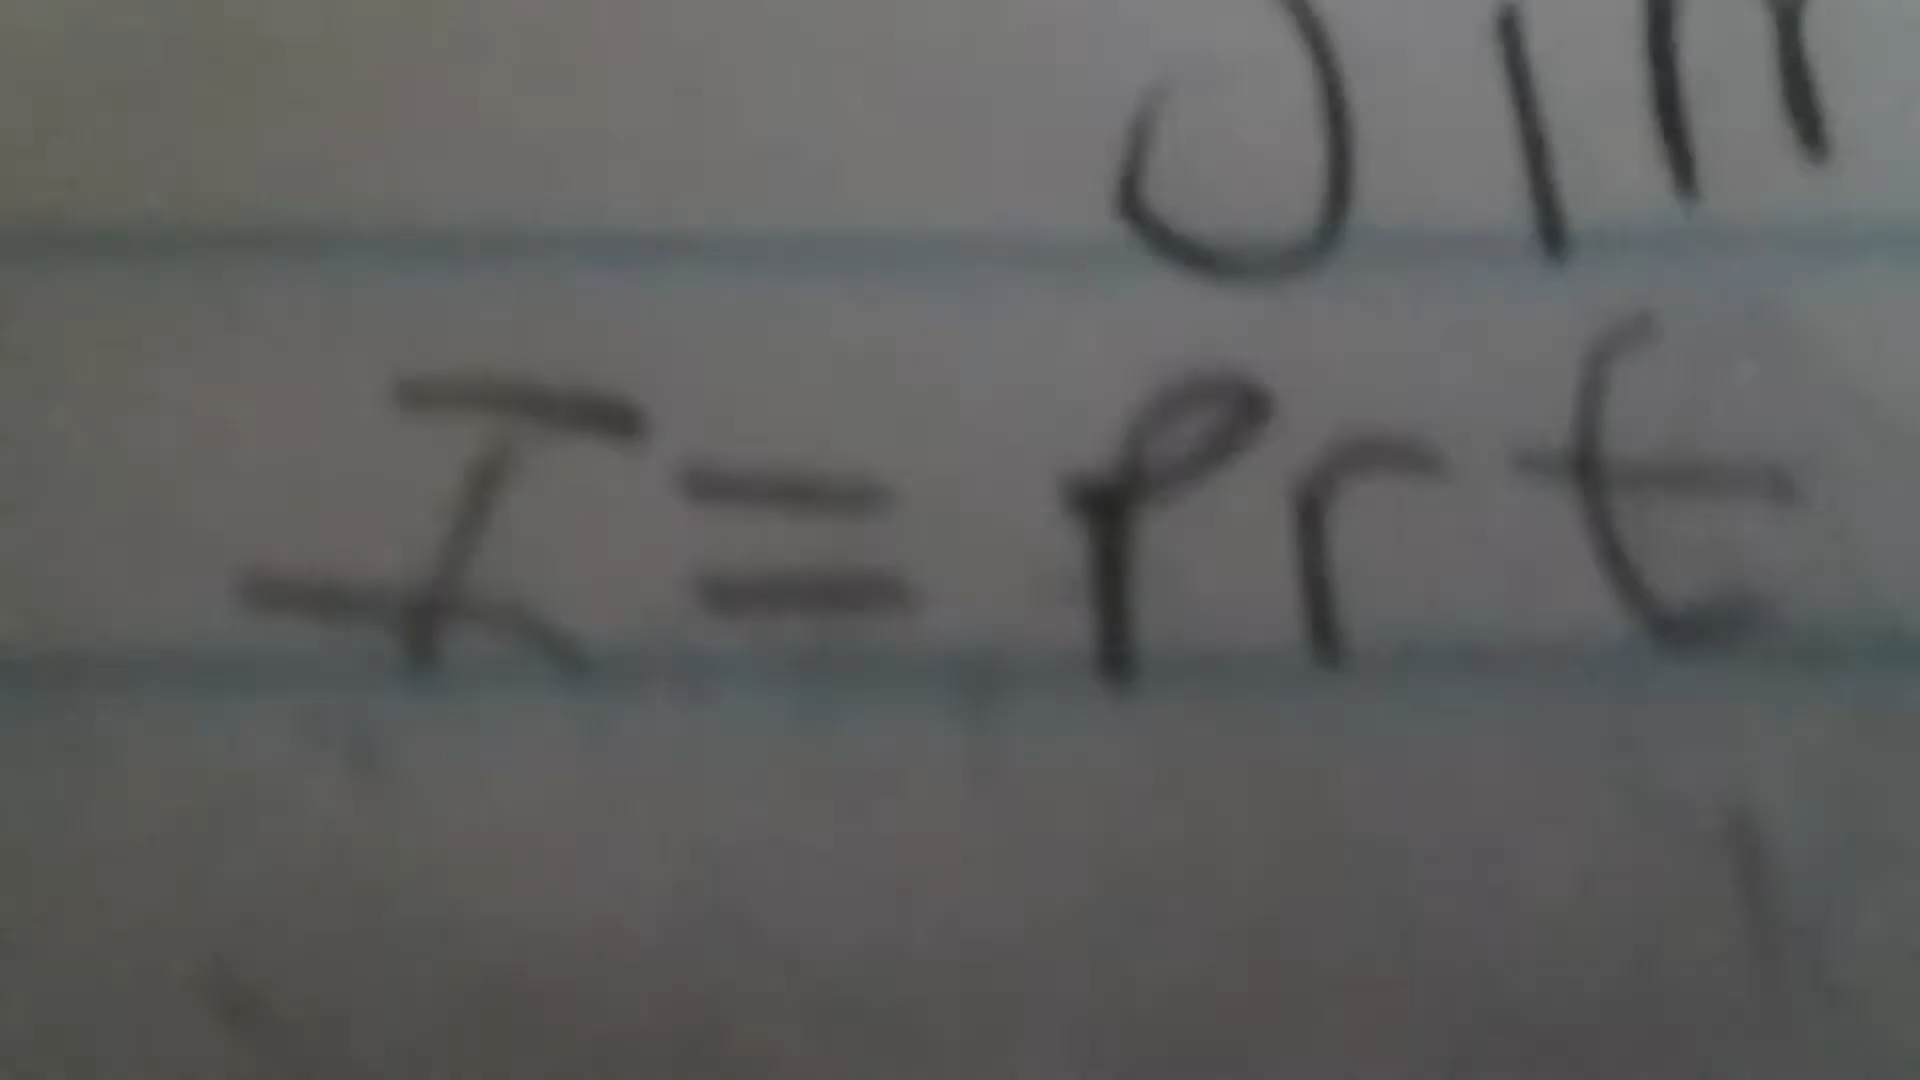 I = Prt